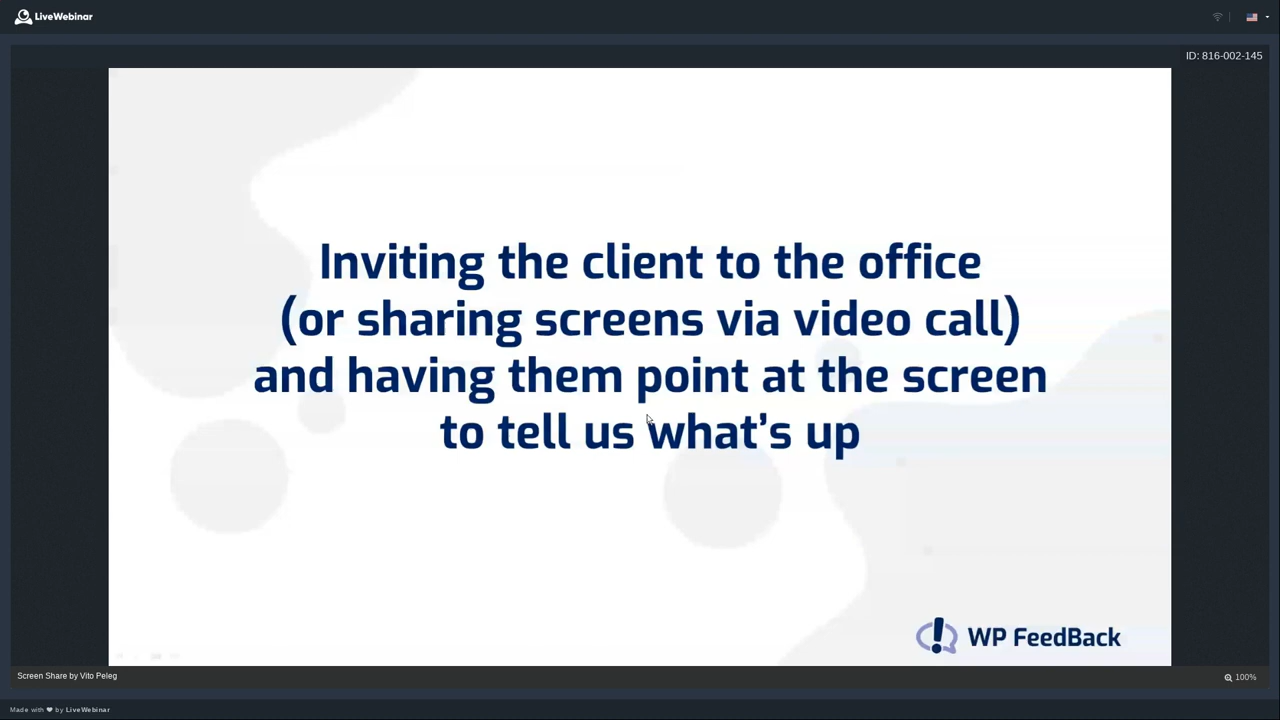 LiveWebinar
ID: 816-002-145
Inviting the client to the office
(or sharing screens via video call)
and having them point at the screen
to tell us what's up
WP FeedBack
Screen Share by Vito Peleg
100%
Made with ❤ by LiveWebinar